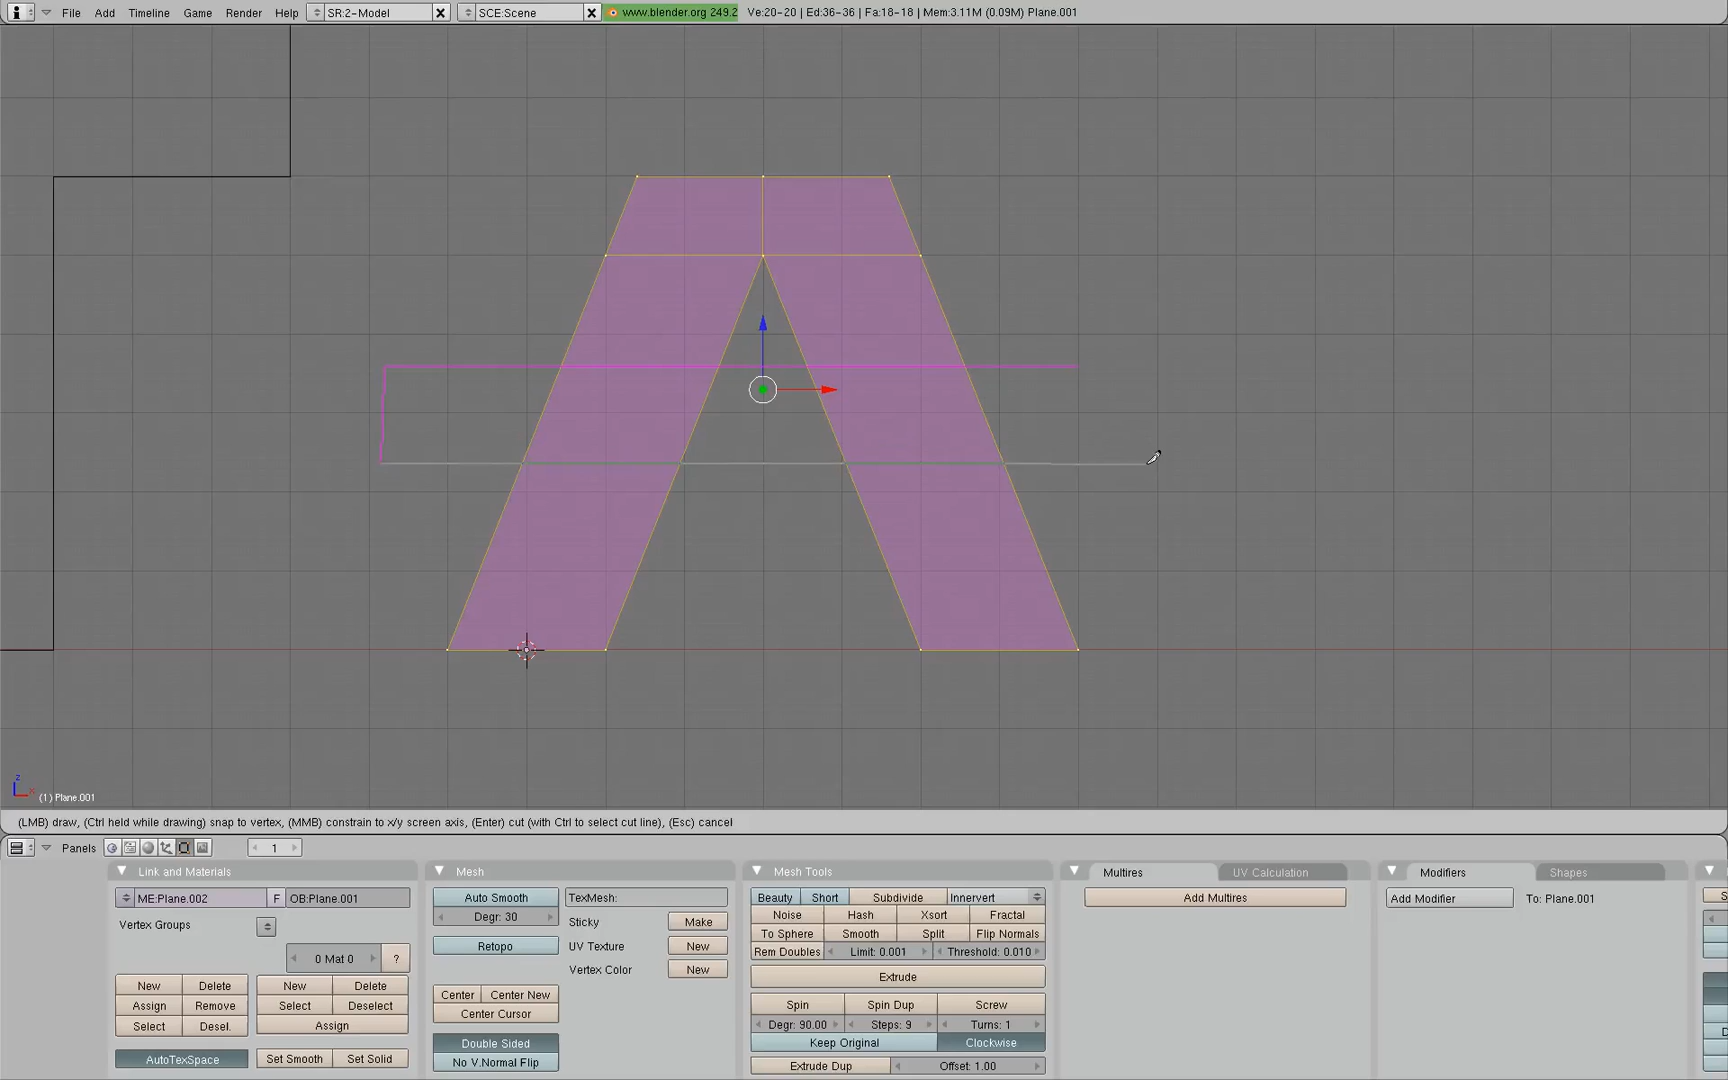 File Add Timeline Game Render Help SR:2-Model SCE:Scene www.blender.org 249.2 Ve:20-20 | Ed:36-36 | Fa:18-18 | Mem:3.11M (0.09M) Plane.001
z
x
(1) Plane.001
(LMB) draw, (Ctrl held while drawing) snap to vertex, (MMB) constrain to x/y screen axis, (Enter) cut (with Ctrl to select cut line), (Esc) cancel
Panels 1
Link and Materials
ME:Plane.002 F OB:Plane.001
Vertex Groups
0 Mat 0 ?
New Delete New Delete
Assign Remove Select Deselect
Select Desel. Assign
AutoTexSpace Set Smooth Set Solid
Mesh
Auto Smooth TexMesh:
Degr: 30 Sticky Make
Retopo UV Texture New
Vertex Color New
Center Center New
Center Cursor
Double Sided
No V.Normal Flip
Mesh Tools
Beauty Short Subdivide Innervert
Noise Hash Xsort Fractal
To Sphere Smooth Split Flip Normals
Rem Doubles Limit: 0.001 Threshold: 0.010
Extrude
Spin Spin Dup Screw
Degr: 90.00 Steps: 9 Turns: 1
Keep Original Clockwise
Extrude Dup Offset: 1.00
Multires UV Calculation
Add Multires
Modifiers Shapes
Add Modifier To: Plane.001